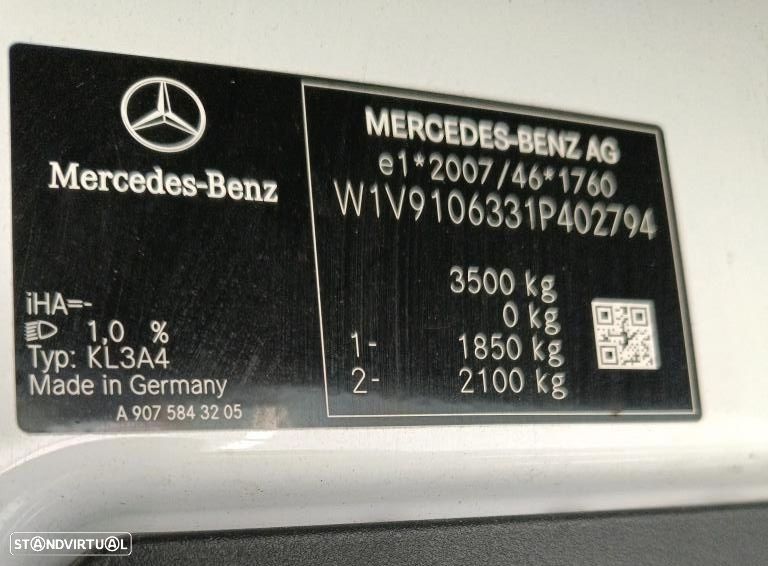 Mercedes-Benz
iHA=-
1,0 %
Typ: KL3A4
Made in Germany
A 907 584 32 05
MERCEDES-BENZ AG
e1*2007/46*1760
W1V9106331P402794
3500 kg
0 kg
1- 1850 kg
2- 2100 kg
STANDVIRTUAL